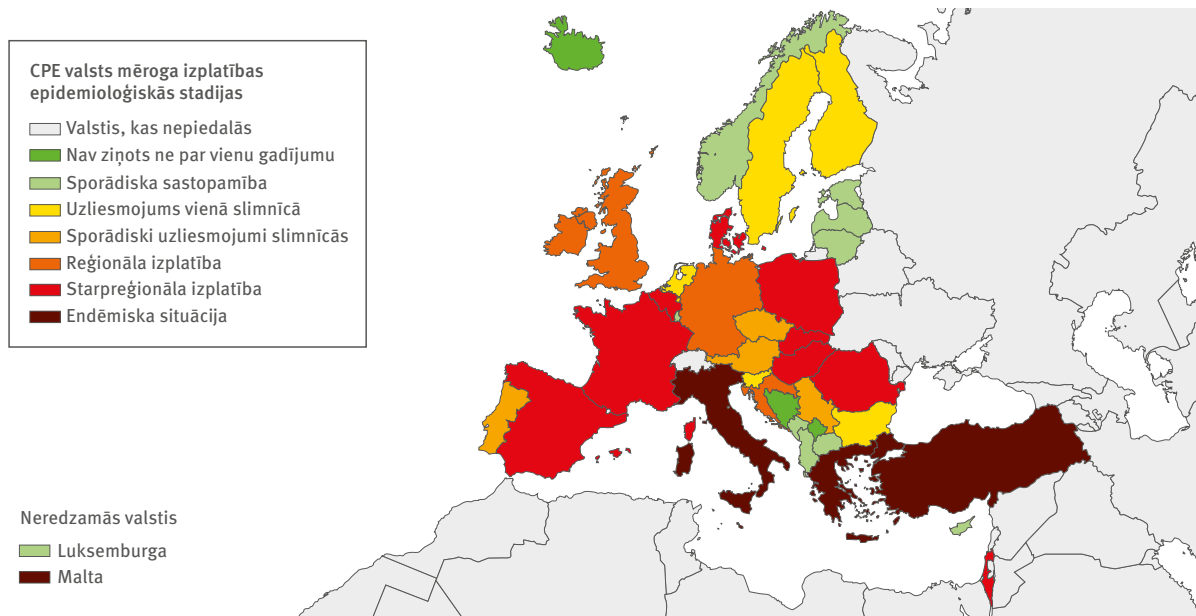 CPE valsts mēroga izplatības
epidemioloģiskās stadijas
Valstis, kas nepiedalās
Nav ziņots ne par vienu gadījumu
Sporādiska sastopamība
Uzliesmojums vienā slimnīcā
Sporādiski uzliesmojumi slimnīcās
Reģionāla izplatība
Starpreģionāla izplatība
Endēmiska situācija
Neredzamās valstis
Luksemburga
Malta